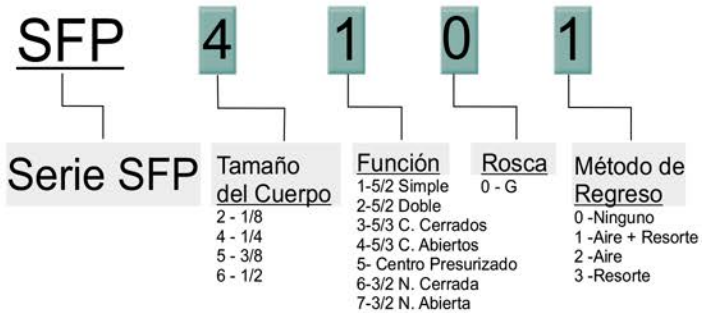 SFP 4 1 0 1
Serie SFP
Tamaño
del Cuerpo
2 - 1/8
4 - 1/4
5 - 3/8
6 - 1/2
Función
1-5/2 Simple
2-5/2 Doble
3-5/3 C. Cerrados
4-5/3 C. Abiertos
5- Centro Presurizado
6-3/2 N. Cerrada
7-3/2 N. Abierta
Rosca
0 - G
Método de
Regreso
0 -Ninguno
1 -Aire + Resorte
2 -Aire
3 -Resorte